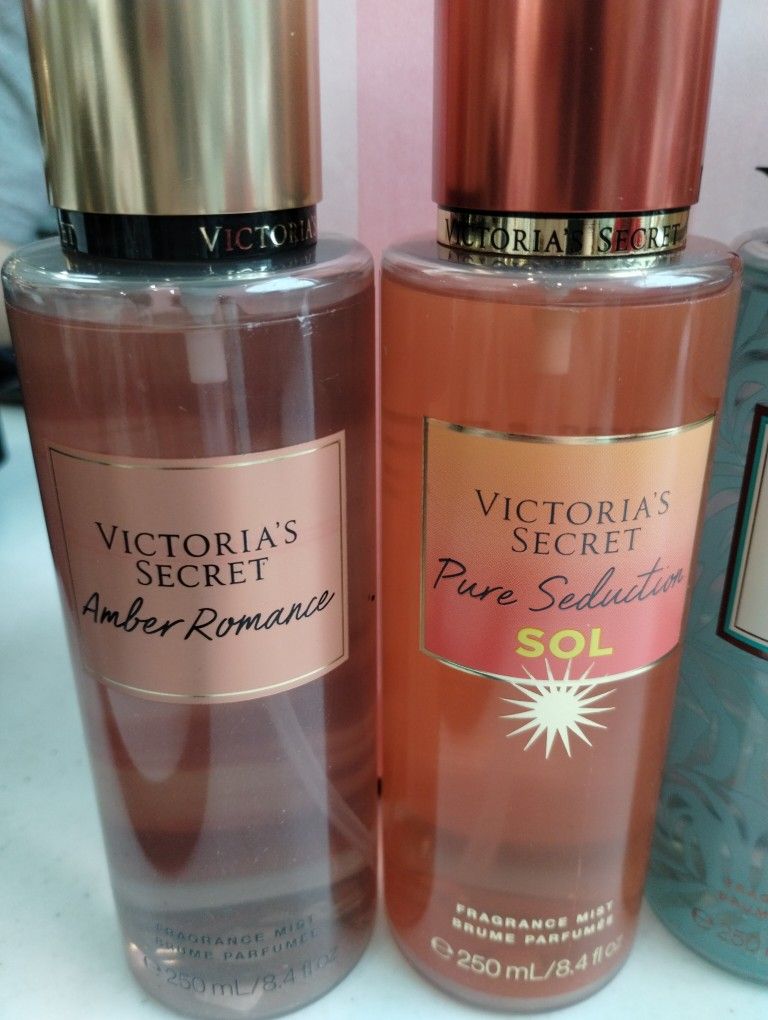 VICTORIA'S
VICTORIA'S
SECRET
Amber Romance
FRAGRANCE MIST
BRUME PARFUMÉE
℮ 250 mL/8.4 fl oz
VICTORIA'S SECRET
VICTORIA'S
SECRET
Pure Seduction
SOL
FRAGRANCE MIST
BRUME PARFUMÉE
℮ 250 mL/8.4 fl oz
℮ 250